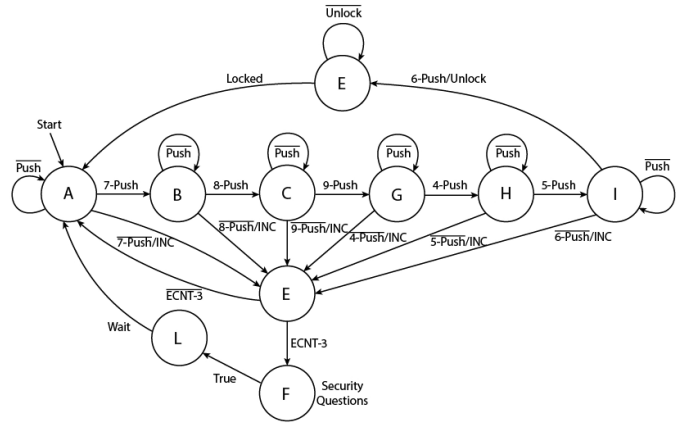 Unlock
E
Locked
6-Push/Unlock
Start
Push
Push
Push
Push
Push
Push
A
7-Push
B
8-Push
C
9-Push
G
4-Push
H
5-Push
I
7-Push/INC
8-Push/INC
9-Push/INC
4-Push/INC
5-Push/INC
6-Push/INC
E
ECNT-3
Wait
L
ECNT-3
True
F
Security
Questions